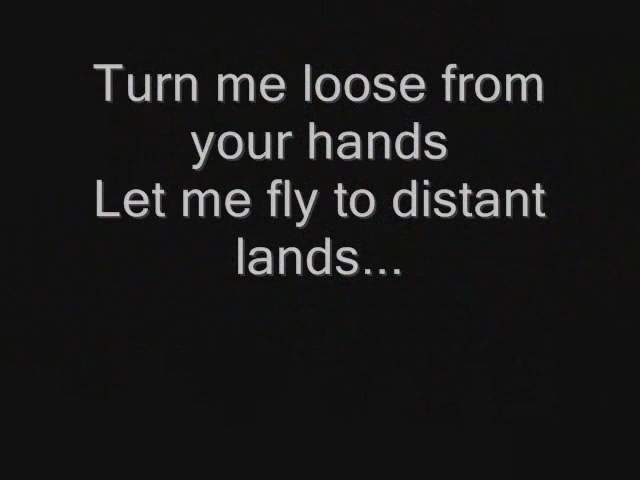 Turn me loose from
your hands
Let me fly to distant
lands...